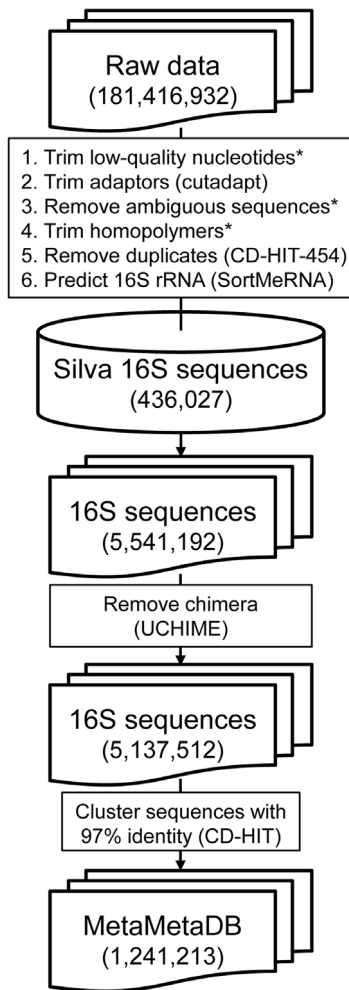 Raw data
(181,416,932)
1. Trim low-quality nucleotides*
2. Trim adaptors (cutadapt)
3. Remove ambiguous sequences*
4. Trim homopolymers*
5. Remove duplicates (CD-HIT-454)
6. Predict 16S rRNA (SortMeRNA)
Silva 16S sequences
(436,027)
16S sequences
(5,541,192)
Remove chimera
(UCHIME)
16S sequences
(5,137,512)
Cluster sequences with
97% identity (CD-HIT)
MetaMetaDB
(1,241,213)